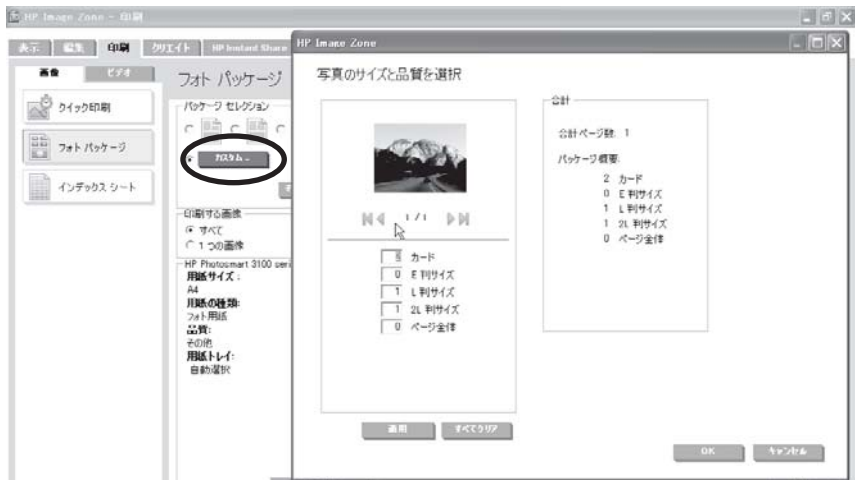 HP Image Zone - 印刷
表示 編集 印刷 クリエイト HP Instant Share
画像 ビデオ
クイック印刷
フォト パッケージ
インデックス シート
フォト パッケージ
パッケージ セレクション
カスタム...
印刷する画像
すべて
1 つの画像
HP Photosmart 3100 seri
用紙サイズ:
A4
用紙の種類:
フォト用紙
品質:
その他
用紙トレイ:
自動選択
HP Image Zone
写真のサイズと品質を選択
1/1
カード
0 E 判サイズ
1 L 判サイズ
1 2L 判サイズ
0 ページ全体
適用 すべてクリア
合計
合計ページ数: 1
パッケージ概要:
2 カード
0 E 判サイズ
1 L 判サイズ
1 2L 判サイズ
0 ページ全体
OK キャンセル